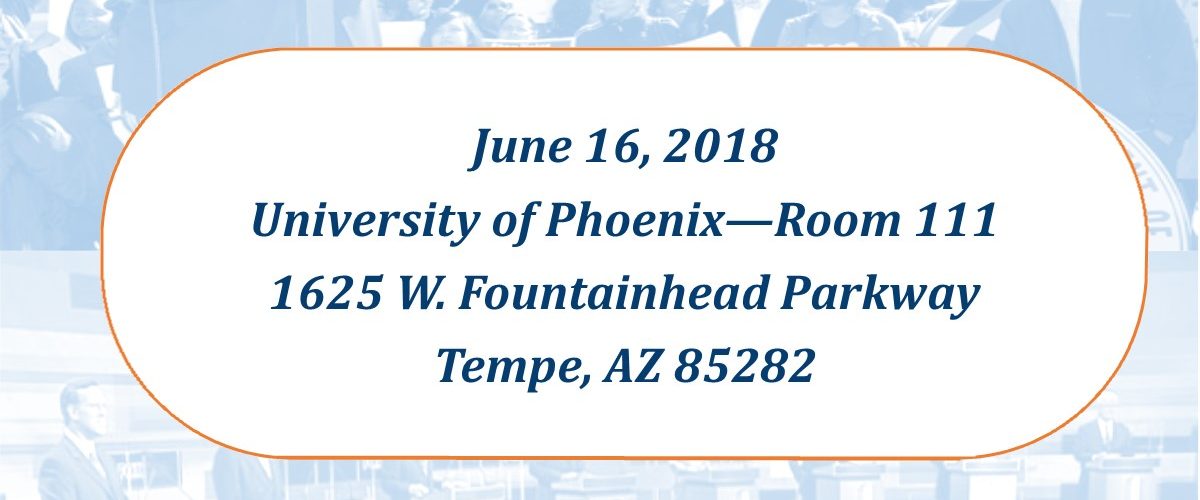 June 16, 2018
University of Phoenix—Room 111
1625 W. Fountainhead Parkway
Tempe, AZ 85282